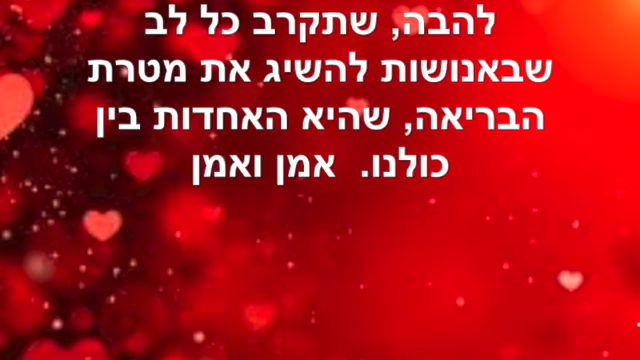 להבה, שתקרב כל לב
שבאנושות להשיג את מטרת
הבריאה, שהיא האחדות בין
כולנו.  אמן ואמן